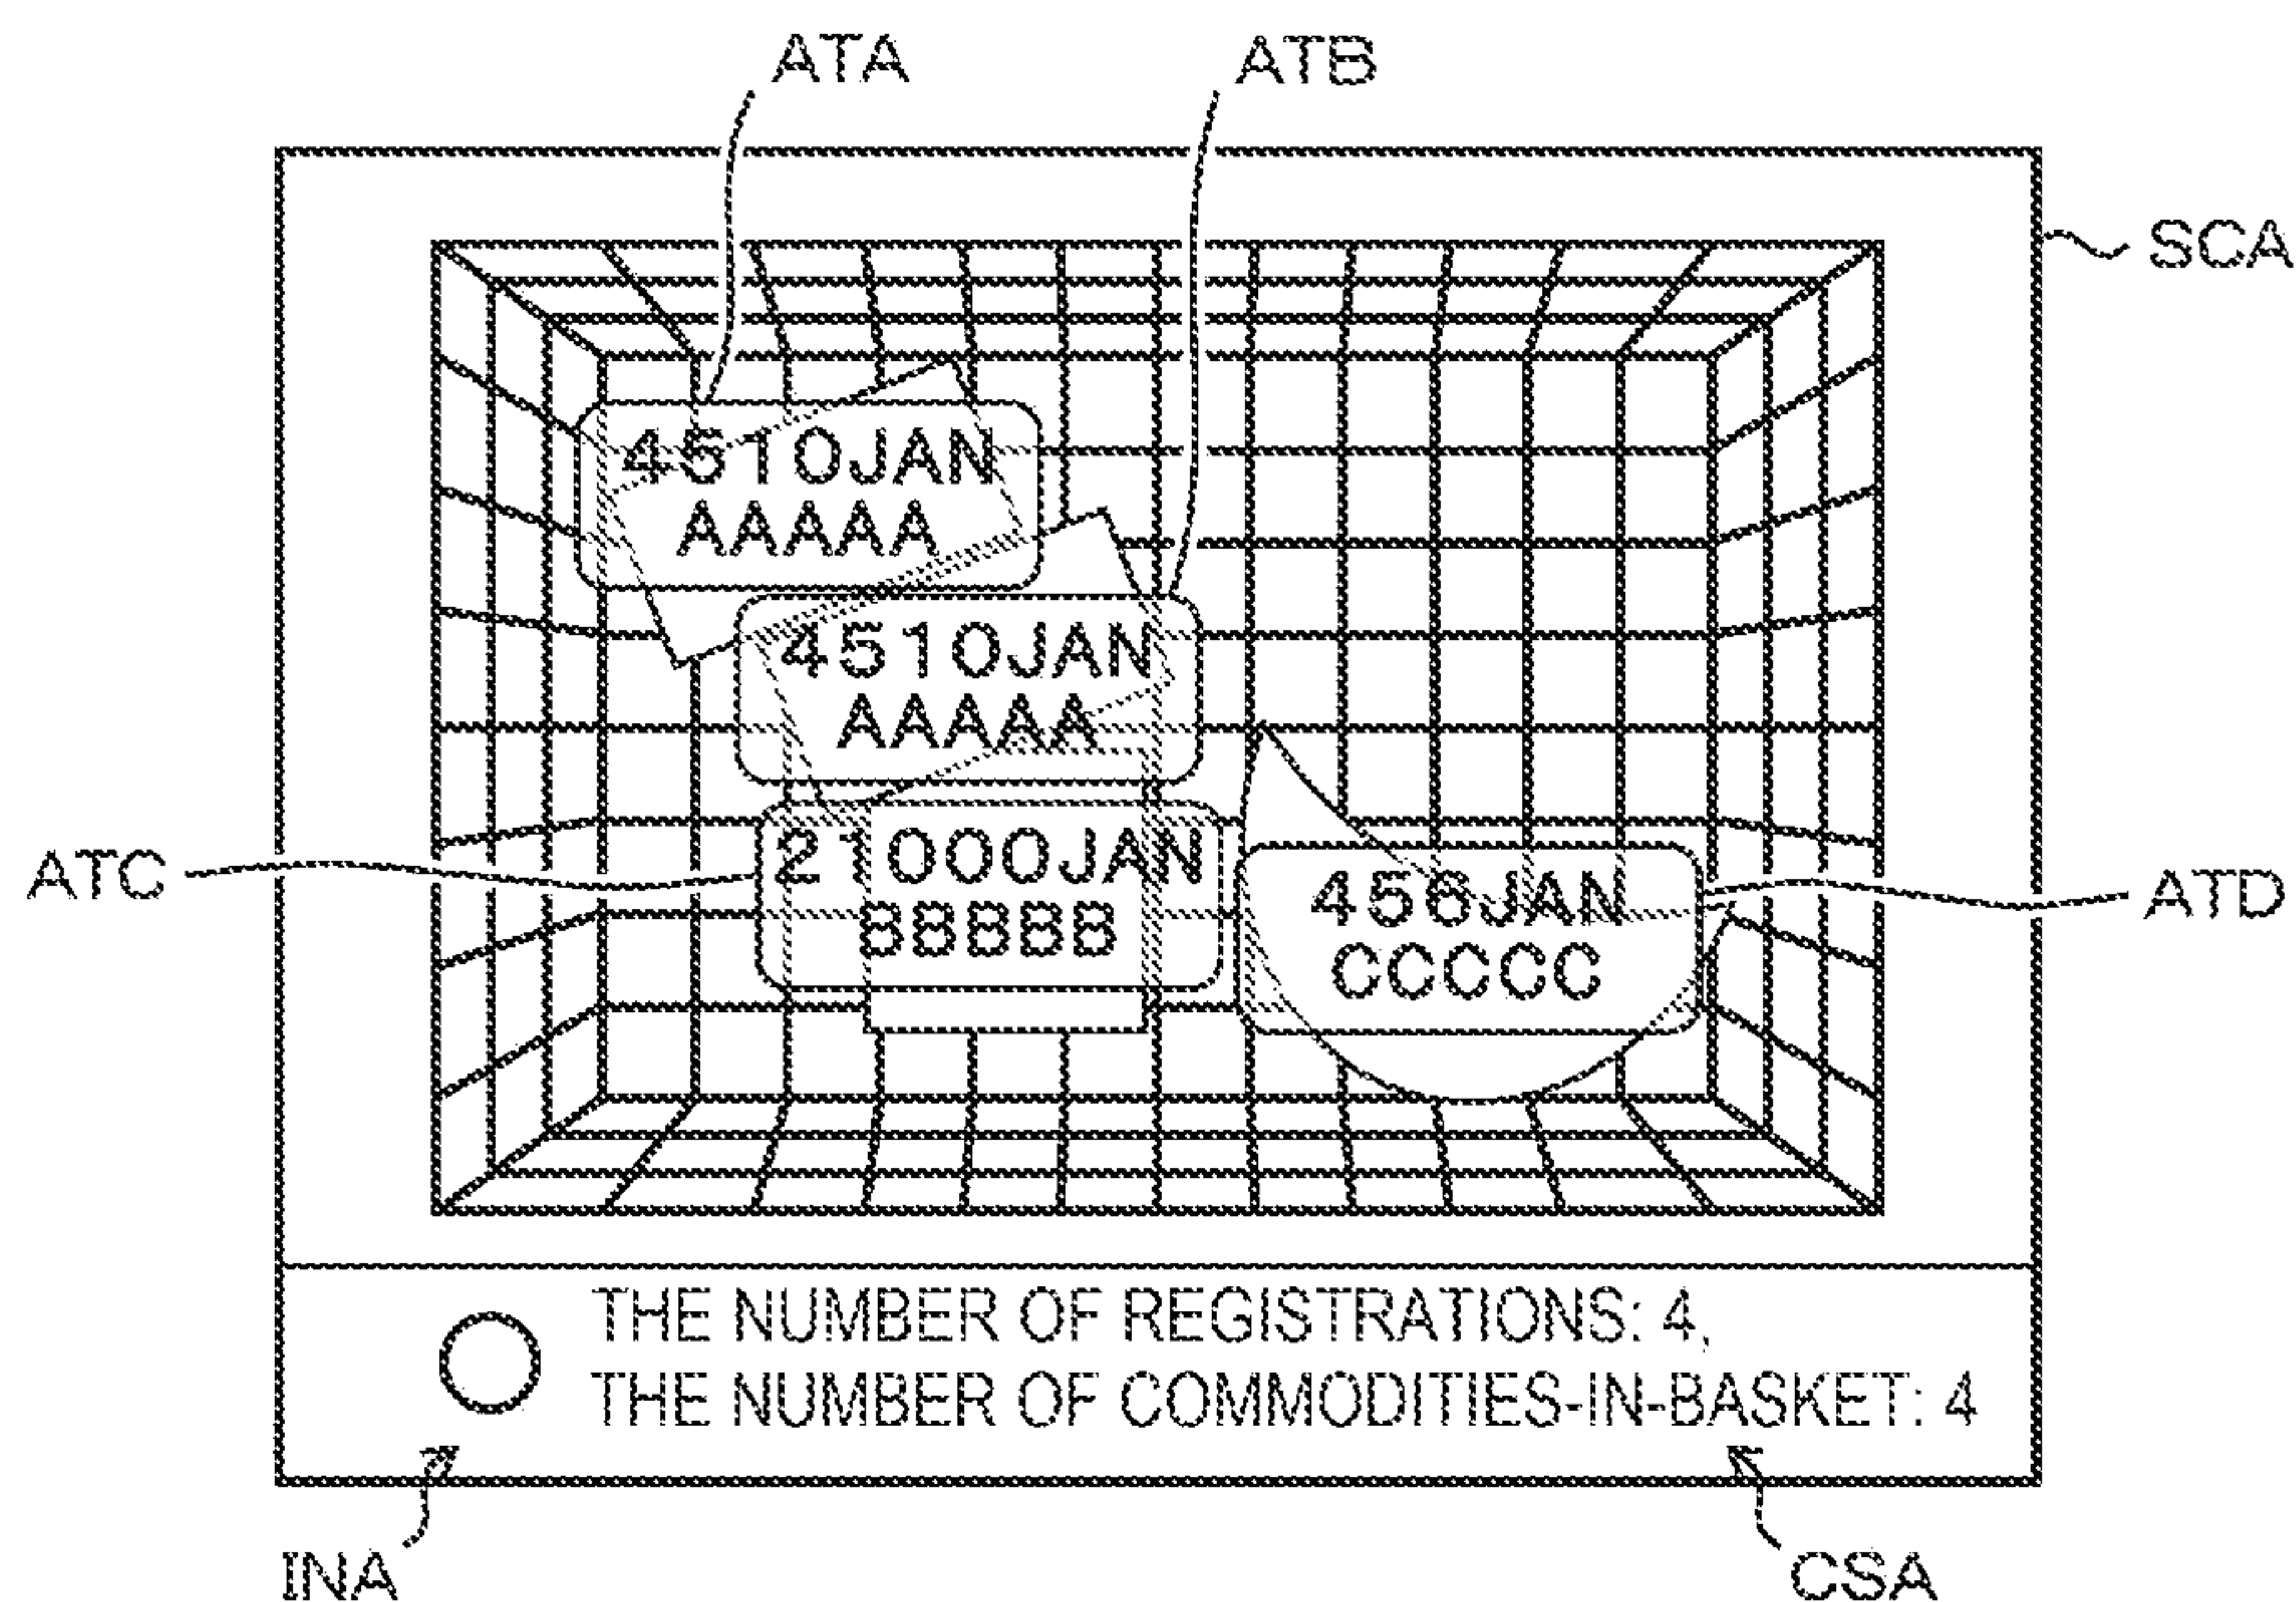 ATA
ATB
SCA
4510JAN
AAAAA
4510JAN
AAAAA
ATC
21000JAN
BBBBB
456JAN
CCCCC
ATD
THE NUMBER OF REGISTRATIONS: 4,
THE NUMBER OF COMMODITIES-IN-BASKET: 4
INA
CSA